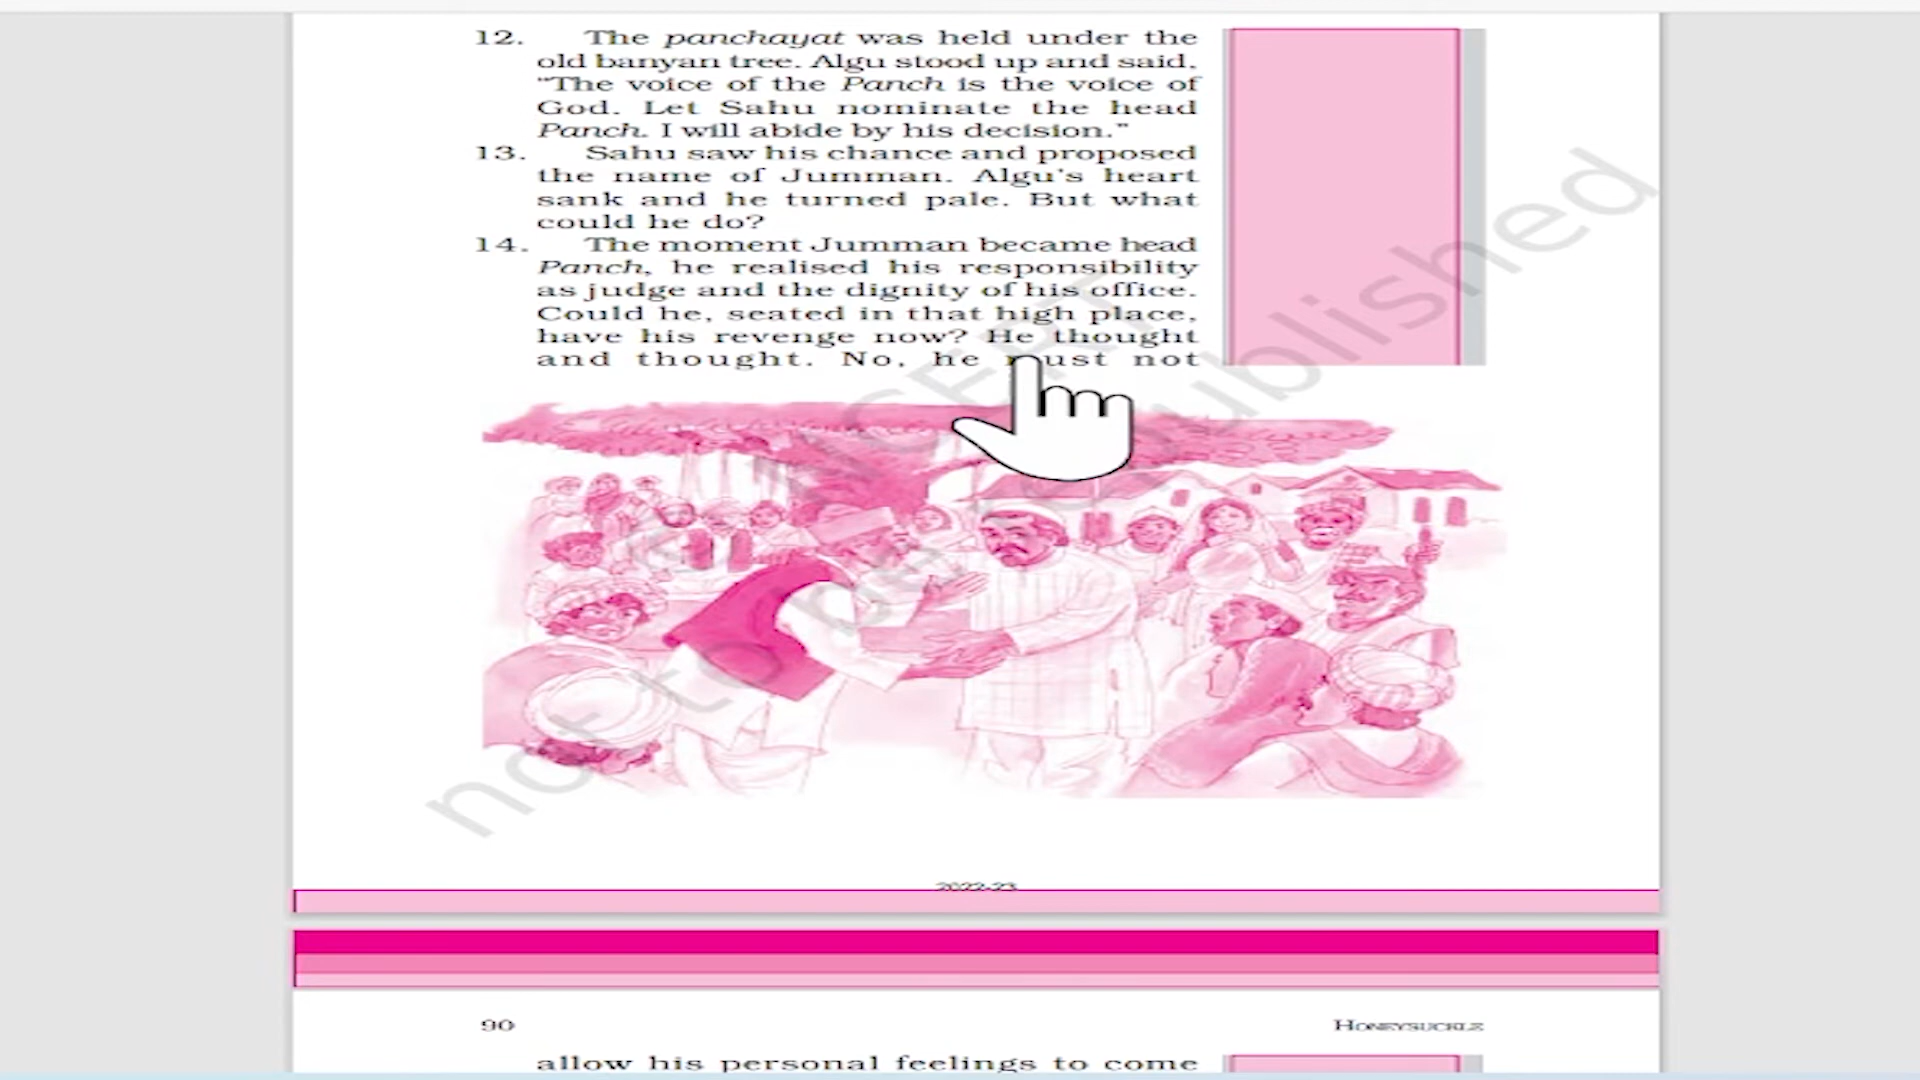 12. The panchayat was held under the
old banyan tree. Algu stood up and said,
"The voice of the Panch is the voice of
God. Let Sahu nominate the head
Panch. I will abide by his decision."
13. Sahu saw his chance and proposed
the name of Jumman. Algu's heart
sank and he turned pale. But what
could he do?
14. The moment Jumman became head
Panch, he realised his responsibility
as judge and the dignity of his office.
Could he, seated in that high place,
have his revenge now? He thought
and thought. No, he must not
© NCERT
not to be republished
2022-23
90 HONEYSUCKLE
allow his personal feelings to come